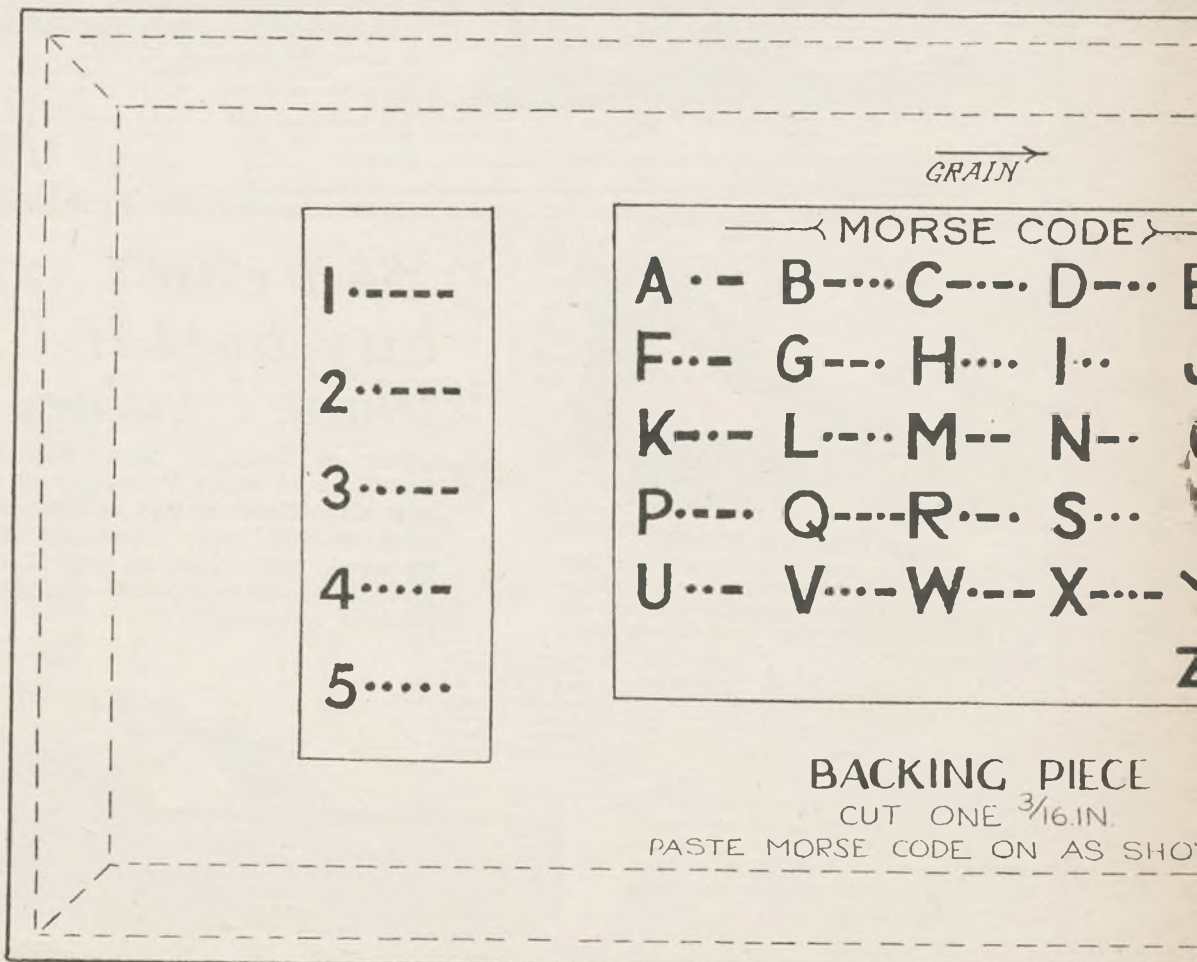 GRAIN
1 .----
2 ..---
3 ...--
4 ....-
5 .....
MORSE CODE
A .- B -... C -.-. D -.. E
F ..-. G --. H .... I .. J
K -.- L .-.. M -- N -.
P .--. Q --.- R .-. S ...
U ..- V ...- W .-- X -..-
Z
BACKING PIECE
CUT ONE 3/16.IN.
PASTE MORSE CODE ON AS